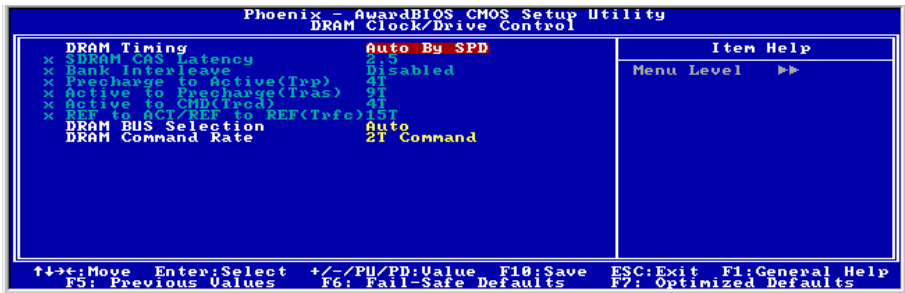 Phoenix - AwardBIOS CMOS Setup Utility
DRAM Clock/Drive Control
DRAM Timing Auto By SPD
x SDRAM CAS Latency 2.5
x Bank Interleave Disabled
x Precharge to Active(Trp) 4T
x Active to Precharge(Tras) 9T
x Active to CMD(Trcd) 4T
x REF to ACT/REF to REF(Trfc)15T
DRAM BUS Selection Auto
DRAM Command Rate 2T Command
Item Help
Menu Level ▶▶
↑↓→←:Move Enter:Select +/-/PU/PD:Value F10:Save ESC:Exit F1:General Help
F5: Previous Values F6: Fail-Safe Defaults F7: Optimized Defaults